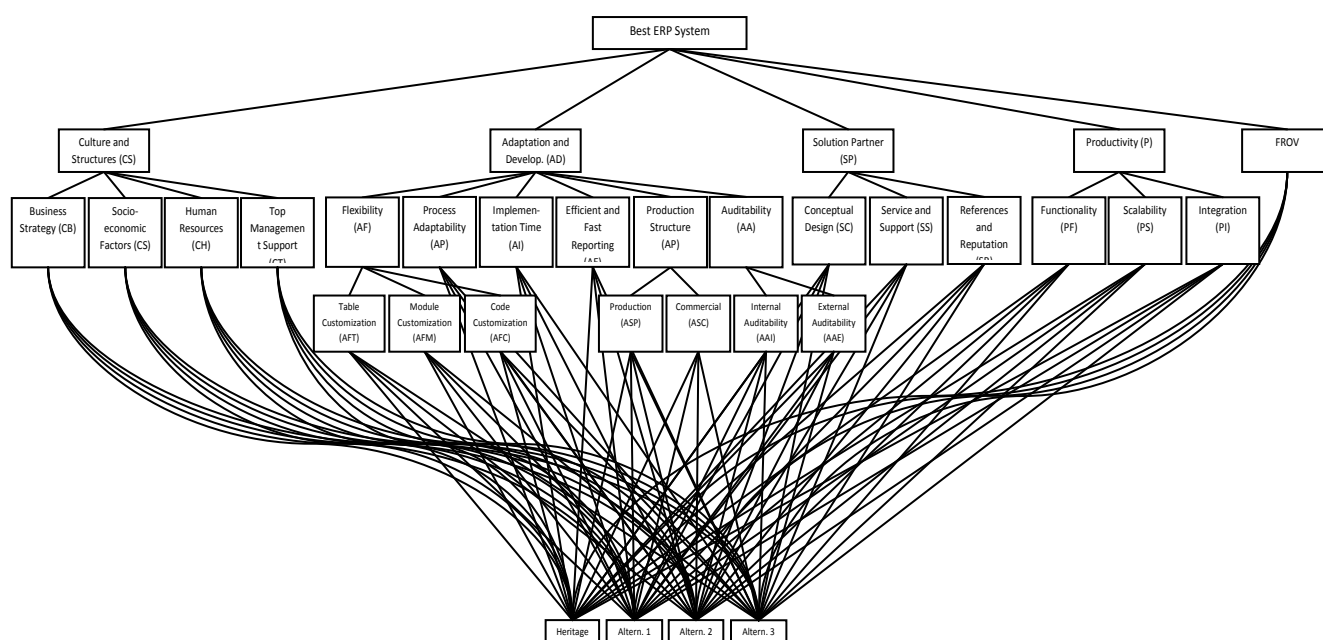 Best ERP System
Culture and
Structures (CS)
Adaptation and
Develop. (AD)
Solution Partner
(SP)
Productivity (P)
FROV
Business
Strategy (CB)
Socio-
economic
Factors (CS)
Human
Resources (CH)
Top
Managemen
t Support
(CT)
Flexibility
(AF)
Process
Adaptability
(AP)
Implemen-
tation Time
(AI)
Efficient and
Fast
Reporting
(AE)
Production
Structure
(AP)
Auditability
(AA)
Conceptual
Design (SC)
Service and
Support (SS)
References
and
Reputation
Functionality
(PF)
Scalability
(PS)
Integration
(PI)
Table
Customization
(AFT)
Module
Customization
(AFM)
Code
Customization
(AFC)
Production
(ASP)
Commercial
(ASC)
Internal
Auditability
(AAI)
External
Auditability
(AAE)
Heritage
Altern. 1
Altern. 2
Altern. 3